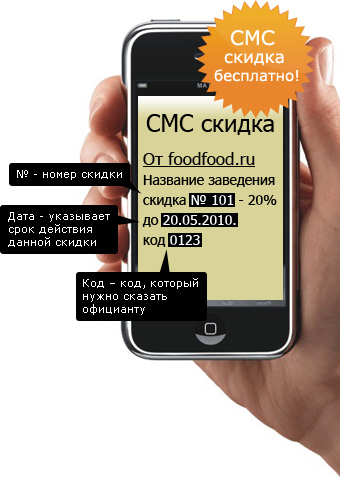 СМС
скидка
бесплатно!
СМС скидка
От foodfood.ru
Название заведения
скидка № 101 - 20%
до 20.05.2010.
код 0123
№ - номер скидки
Дата - указывает
срок действия
данной скидки
Код – код, который
нужно сказать
официанту